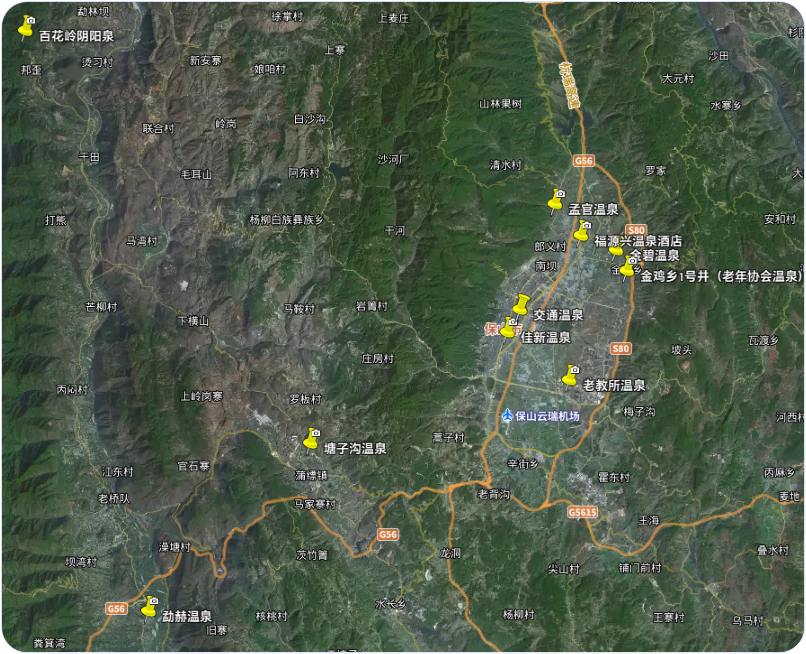 勐林坝
徐掌村
上麦庄
百花岭阴阳泉
邦歪
烫习村
新安寨
娘咱村
上寨
沙田
大元村
水寨乡
山林果树
联合村
岭岗
白沙沟
干田
毛耳山
阿东村
沙河厂
清水村
G56
罗家
打熊
杨柳白族彝族乡
干河
孟官温泉
S80
安和村
马湾村
郎义村
福源兴温泉酒店
金碧温泉
南坝
金鸡乡1号井（老年协会温泉）
芒柳村
下横山
马鞍村
岩箐村
交通温泉
佳新温泉
S80
坡头
瓦渡乡
庄房村
丙闷村
上岭岗寨
罗板村
老教所温泉
保山云瑞机场
梅子沟
河西村
塘子沟温泉
蒿子村
官石寨
江东村
蒲缥镇
辛街乡
霍东村
丙麻乡
老桥队
马家寨村
老背沟
麦地
G5615
王海
G56
澡塘村
坝湾村
茨竹箐
龙洞
尖山村
铺门前村
叠水村
G56
勐赫温泉
旧寨
核桃村
水长乡
杨柳村
王寨村
乌马村
粪箕湾